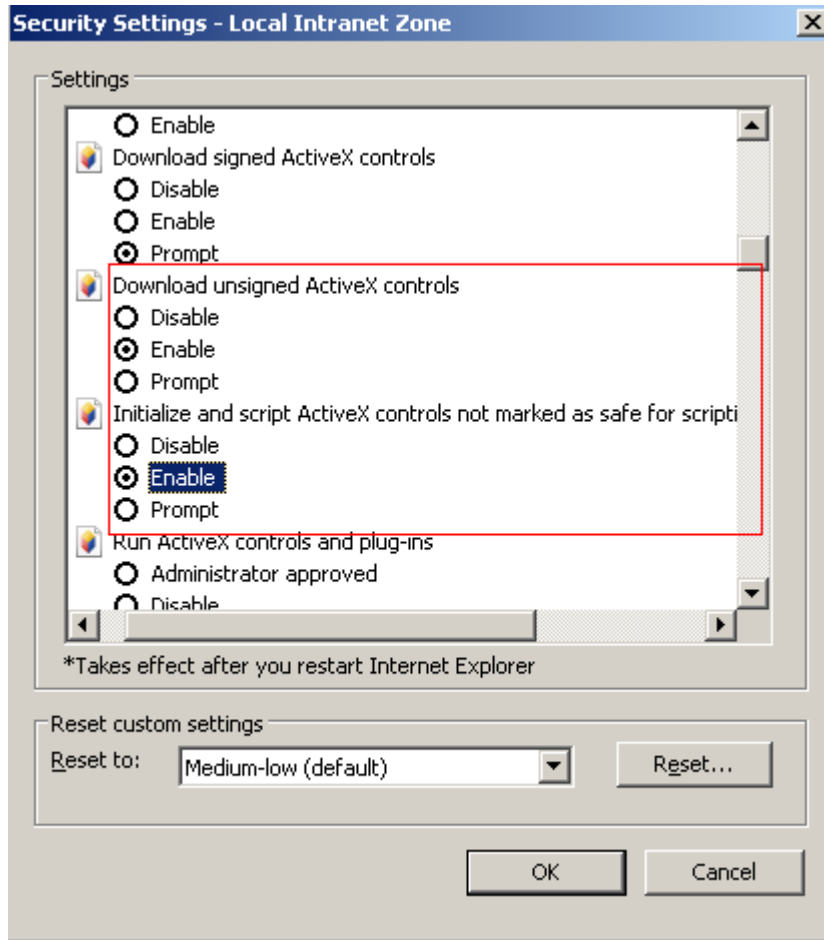 Security Settings - Local Intranet Zone
Settings
Enable
Download signed ActiveX controls
Disable
Enable
Prompt
Download unsigned ActiveX controls
Disable
Enable
Prompt
Initialize and script ActiveX controls not marked as safe for scripti
Disable
Enable
Prompt
Run ActiveX controls and plug-ins
Administrator approved
Disable
*Takes effect after you restart Internet Explorer
Reset custom settings
Reset to: Medium-low (default) Reset...
OK Cancel